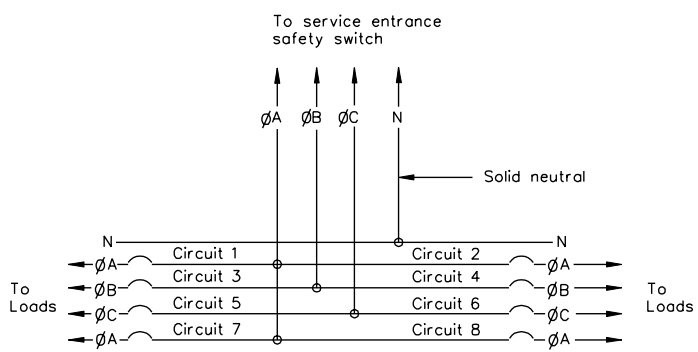 To service entrance
safety switch
ØA ØB ØC N
Solid neutral
N Circuit 1 Circuit 2 N
ØA ØA
Circuit 3 Circuit 4
To Loads
ØB ØB
To Loads
Circuit 5 Circuit 6
ØC ØC
Circuit 7 Circuit 8
ØA ØA